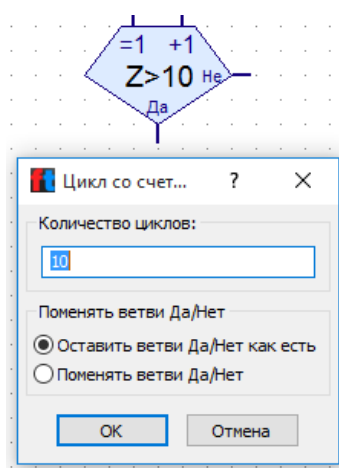 =1 +1
Z>10 Не
Да
ft Цикл со счет... ?
Количество циклов:
10
Поменять ветви Да/Нет
Оставить ветви Да/Нет как есть
Поменять ветви Да/Нет
OK Отмена